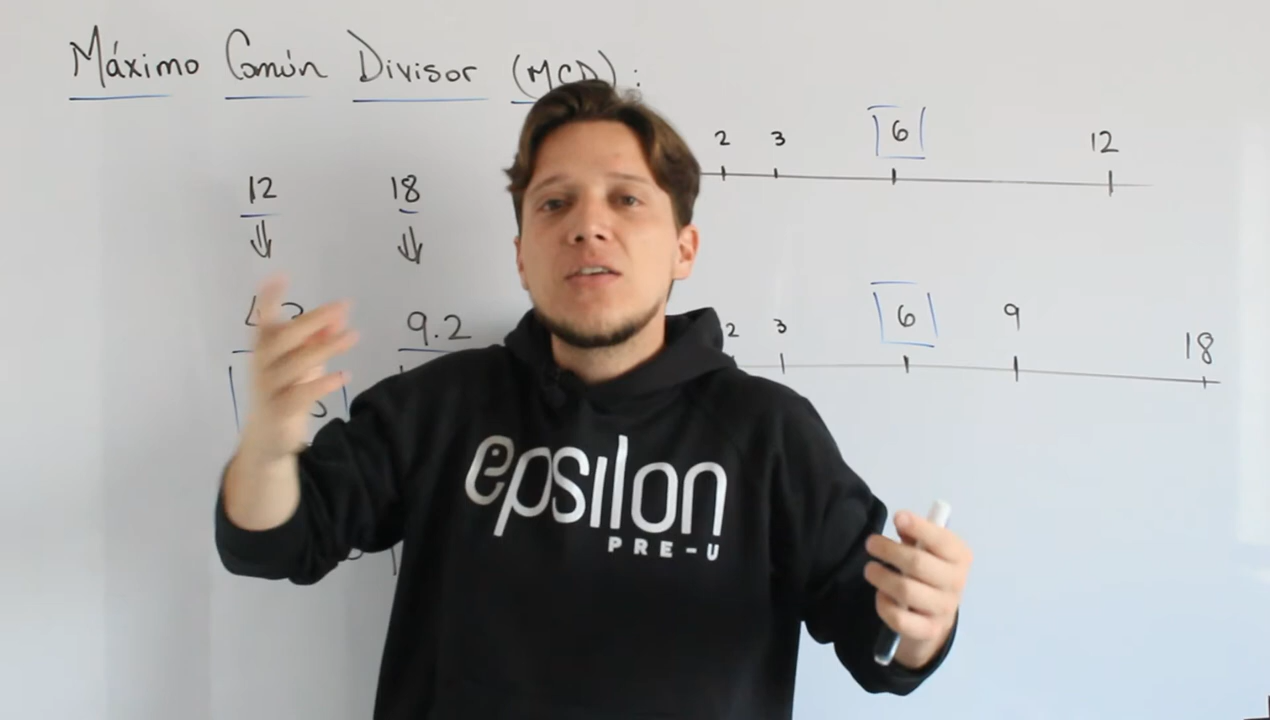 Máximo Común Divisor (MCD):
2 3 6 12
12 18
9.2
2 3 6 9 18
epsilon
PRE-U